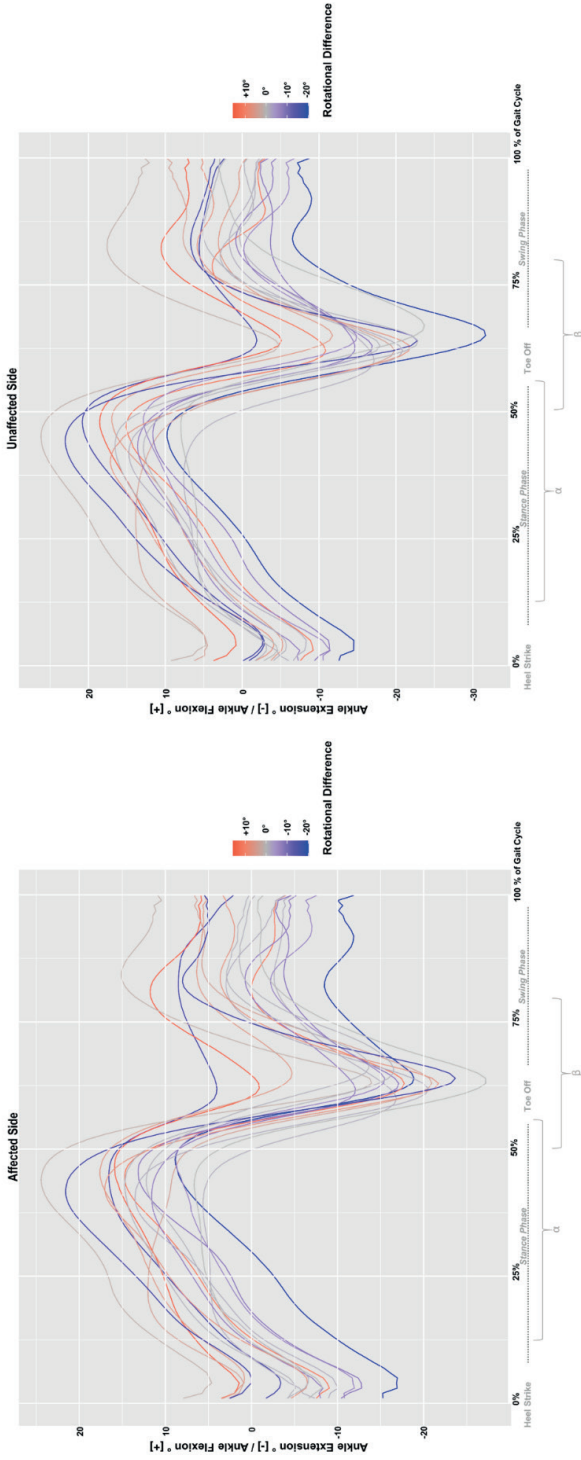 Affected Side
Ankle Extension ° [-] / Ankle Flexion ° [+]
20
10
0
-10
-20
0%
25%
50%
75%
100 % of Gait Cycle
Heel Strike
Stance Phase
Toe Off
Swing Phase
α
β
+10°
0°
-10°
-20°
Rotational Difference
Unaffected Side
Ankle Extension ° [-] / Ankle Flexion ° [+]
20
10
0
-10
-20
-30
0%
25%
50%
75%
100 % of Gait Cycle
Heel Strike
Stance Phase
Toe Off
Swing Phase
α
β
+10°
0°
-10°
-20°
Rotational Difference